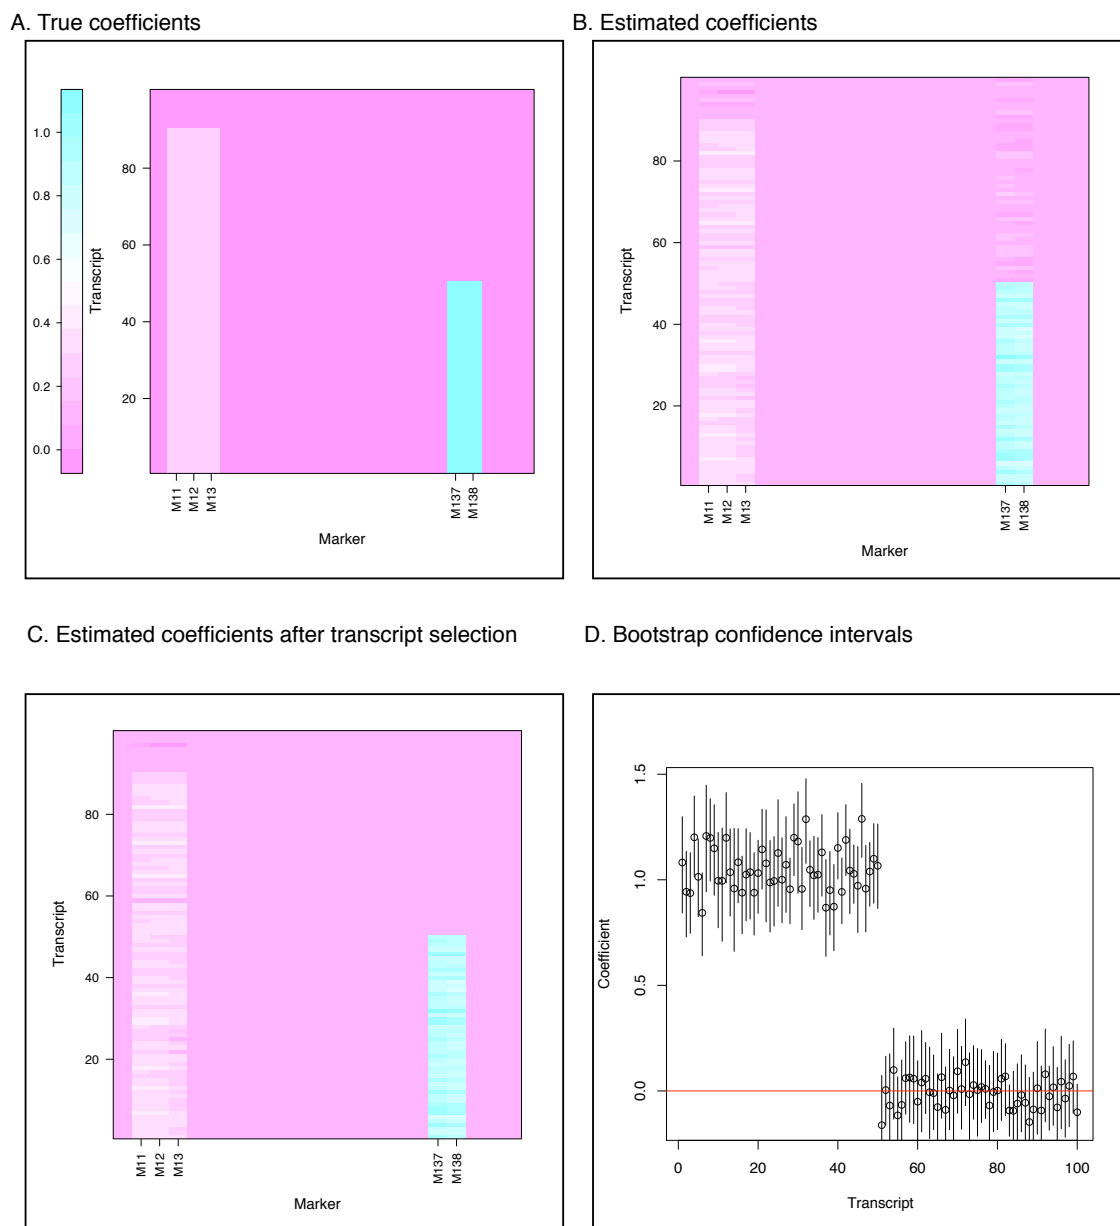 A. True coefficients
1.0
0.8
0.6
0.4
0.2
0.0
Transcript
80
60
40
20
M11
M12
M13
M137
M138
Marker
B. Estimated coefficients
Transcript
80
60
40
20
M11
M12
M13
M137
M138
Marker
C. Estimated coefficients after transcript selection
Transcript
80
60
40
20
M11
M12
M13
M137
M138
Marker
D. Bootstrap confidence intervals
Coefficient
1.5
1.0
0.5
0.0
0
20
40
60
80
100
Transcript